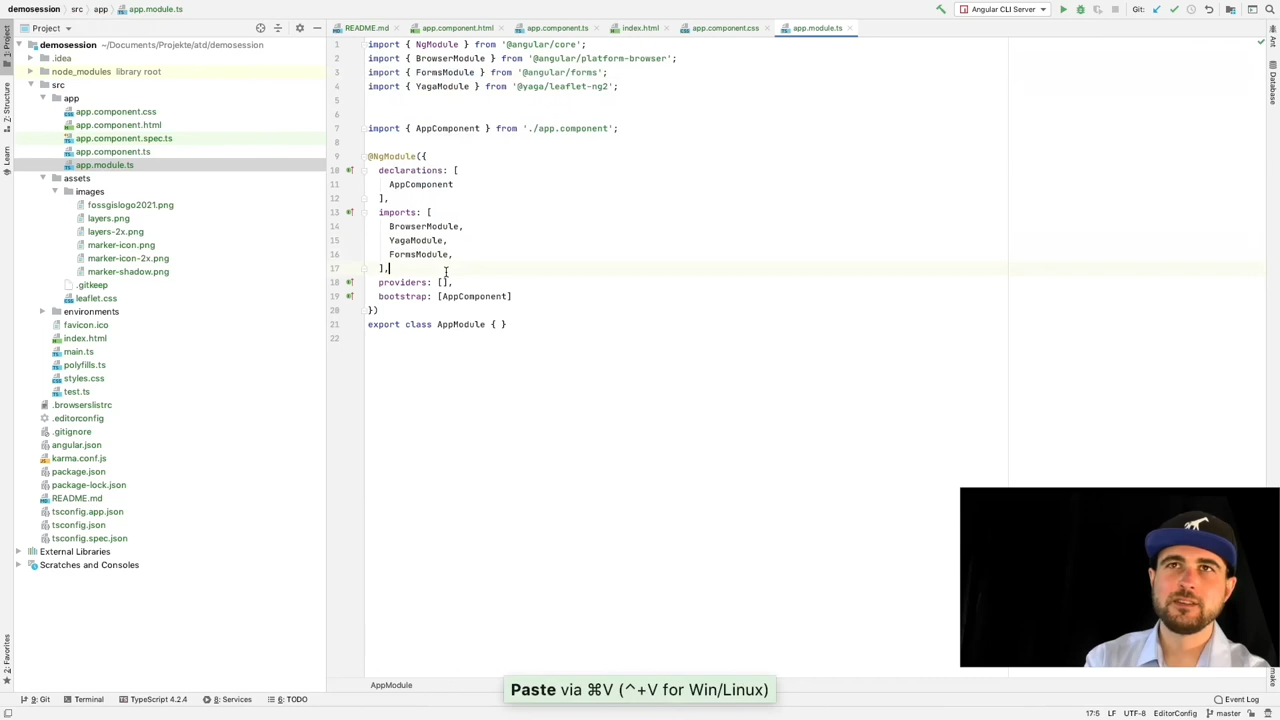 demosession
src
app
app.module.ts
Angular CLI Server
Git:
Project
README.md
app.component.html
app.component.ts
index.html
app.component.css
app.module.ts
1: Project
Z: Structure
Learn
2: Favorites
Ant
Database
make
demosession ~/Documents/Projekte/atd/demosession
.idea
node_modules library root
src
app
app.component.css
app.component.html
app.component.spec.ts
app.component.ts
app.module.ts
assets
images
fossgislogo2021.png
layers.png
layers-2x.png
marker-icon.png
marker-icon-2x.png
marker-shadow.png
.gitkeep
leaflet.css
environments
favicon.ico
index.html
main.ts
polyfills.ts
styles.css
test.ts
.browserslistrc
.editorconfig
.gitignore
angular.json
karma.conf.js
package.json
package-lock.json
README.md
tsconfig.app.json
tsconfig.json
tsconfig.spec.json
External Libraries
Scratches and Consoles
1 import { NgModule } from '@angular/core';
2 import { BrowserModule } from '@angular/platform-browser';
3 import { FormsModule } from '@angular/forms';
4 import { YagaModule } from '@yaga/leaflet-ng2';
5
6
7 import { AppComponent } from './app.component';
8
9 @NgModule({
10 declarations: [
11 AppComponent
12 ],
13 imports: [
14 BrowserModule,
15 YagaModule,
16 FormsModule,
17 ],
18 providers: [],
19 bootstrap: [AppComponent]
20 })
21 export class AppModule { }
22
AppModule
Paste via ⌘V (^+V for Win/Linux)
9: Git
Terminal
TypeScript 4.2.4
8: Services
6: TODO
Event Log
17:5 LF UTF-8 EditorConfig master